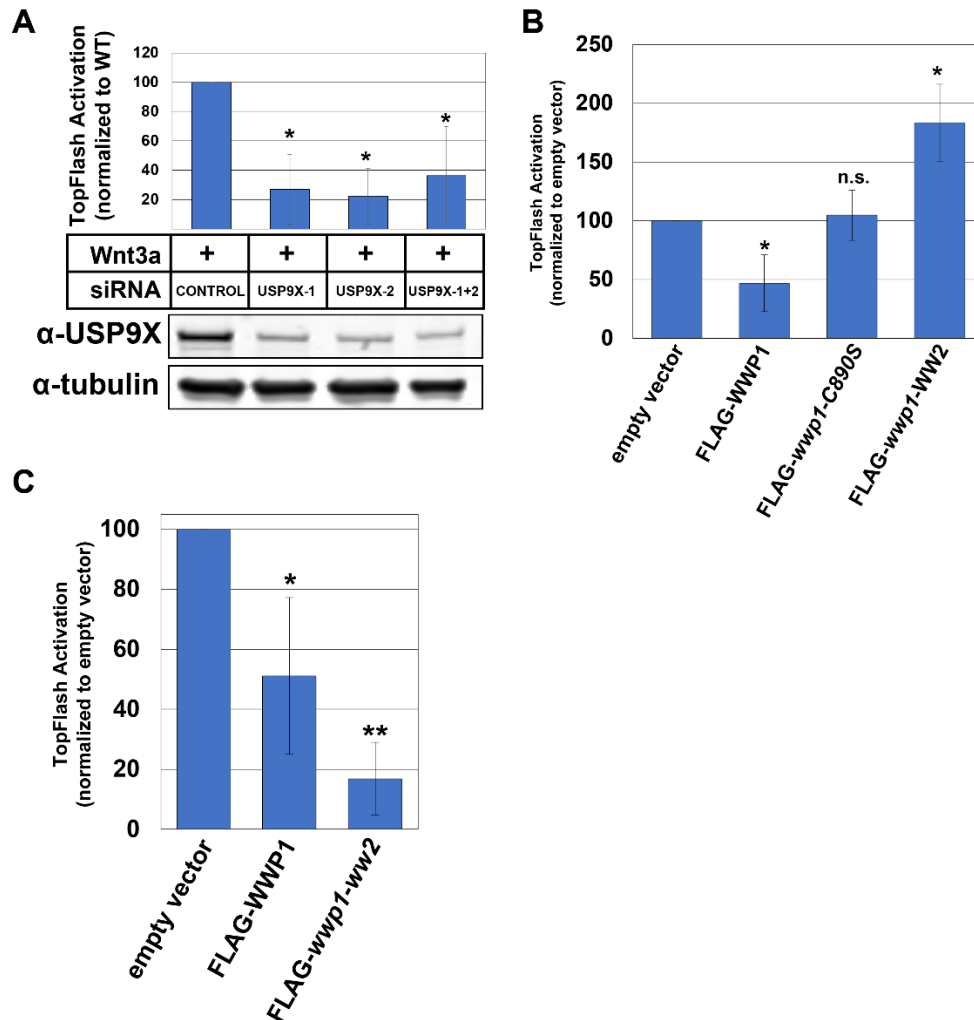 A
TopFlash Activation
(normalized to WT)
120
100
80
60
40
20
*
*
*
Wnt3a + + + +
siRNA CONTROL USP9X-1 USP9X-2 USP9X-1+2
α-USP9X
α-tubulin
B
TopFlash Activation
(normalized to empty vector)
250
200
150
100
50
0
*
n.s.
*
empty vector
FLAG-WWP1
FLAG-wwp1-C890S
FLAG-wwp1-WW2
C
TopFlash Activation
(normalized to empty vector)
100
80
60
40
20
0
*
**
empty vector
FLAG-WWP1
FLAG-wwp1-ww2